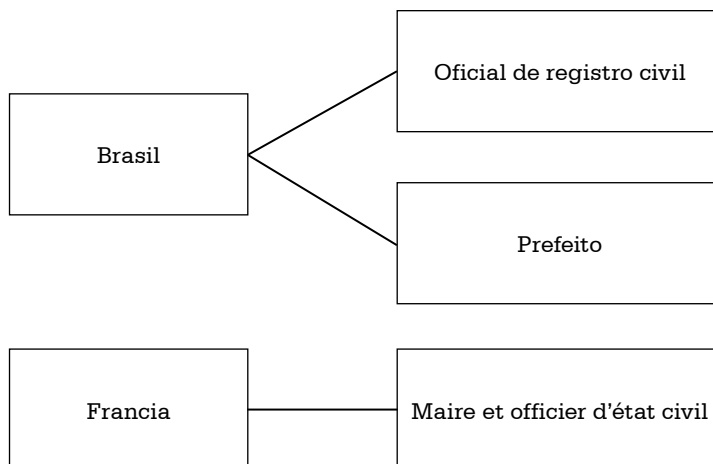 Oficial de registro civil
Brasil
Prefeito
Francia
Maire et officier d’état civil